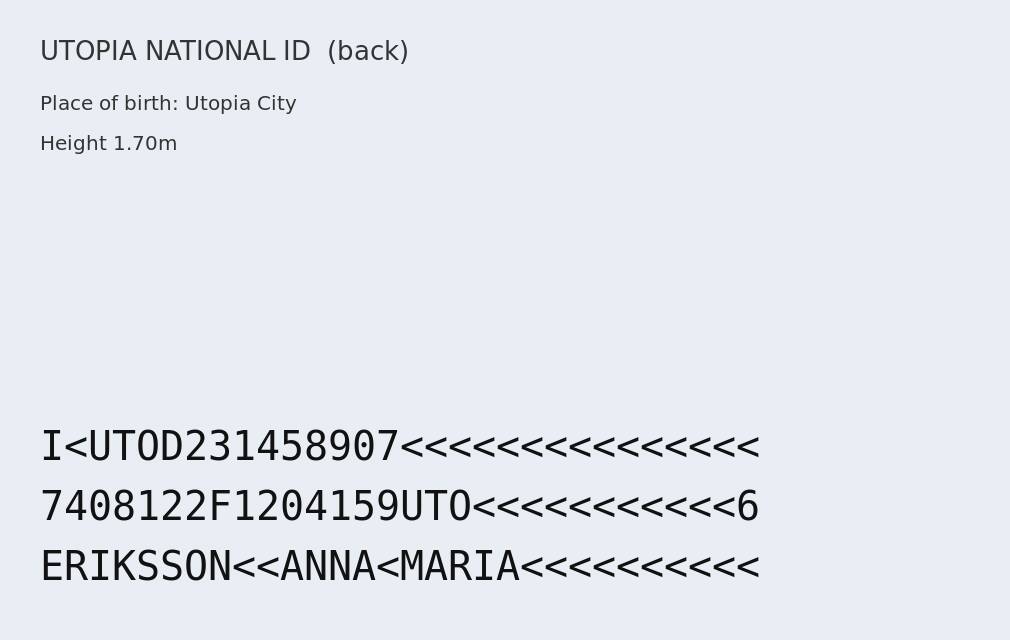 UTOPIA NATIONAL ID (back)
Place of birth: Utopia City
Height 1.70m
I<UTOD231458907<<<<<<<<<<<<<<<
7408122F1204159UTO<<<<<<<<<<<6
ERIKSSON<<ANNA<MARIA<<<<<<<<<<